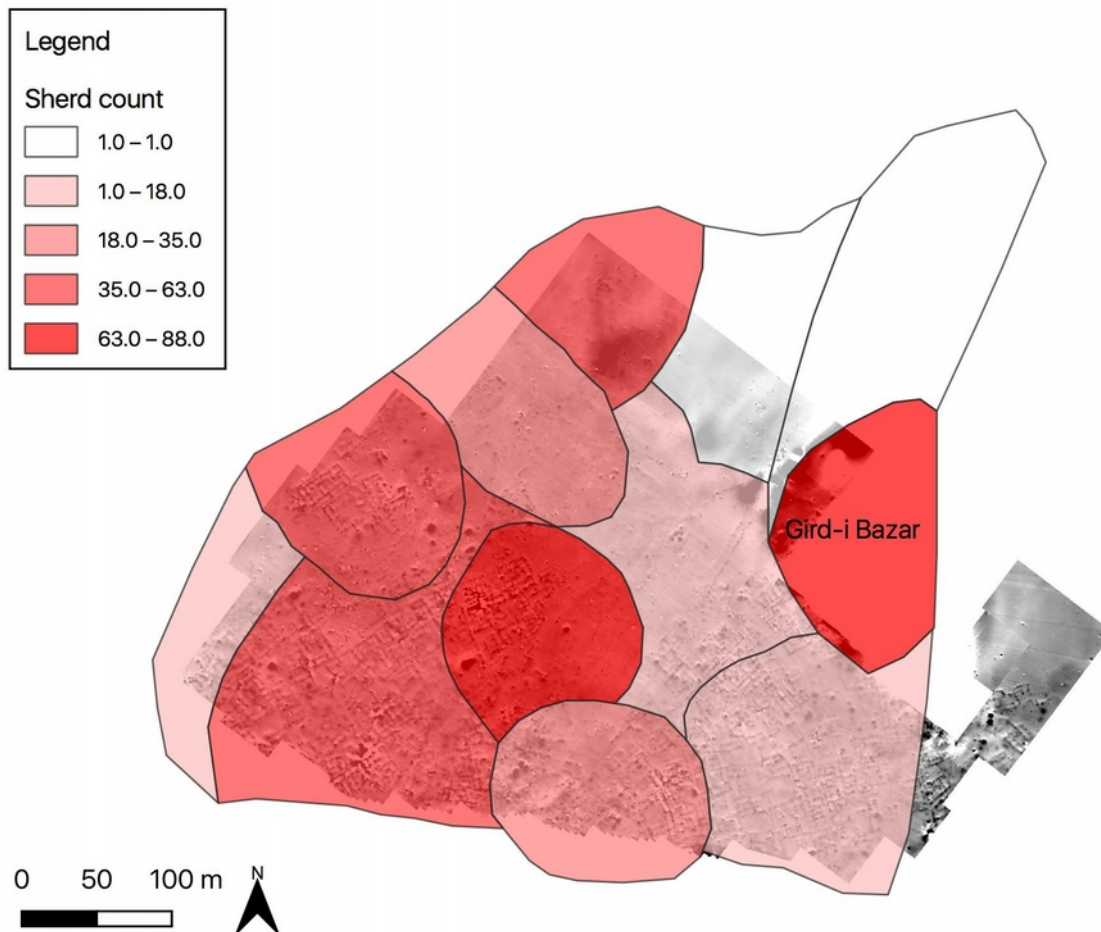 Legend
Sherd count
1.0 – 1.0
1.0 – 18.0
18.0 – 35.0
35.0 – 63.0
63.0 – 88.0
Gird-i Bazar
0 50 100 m
N